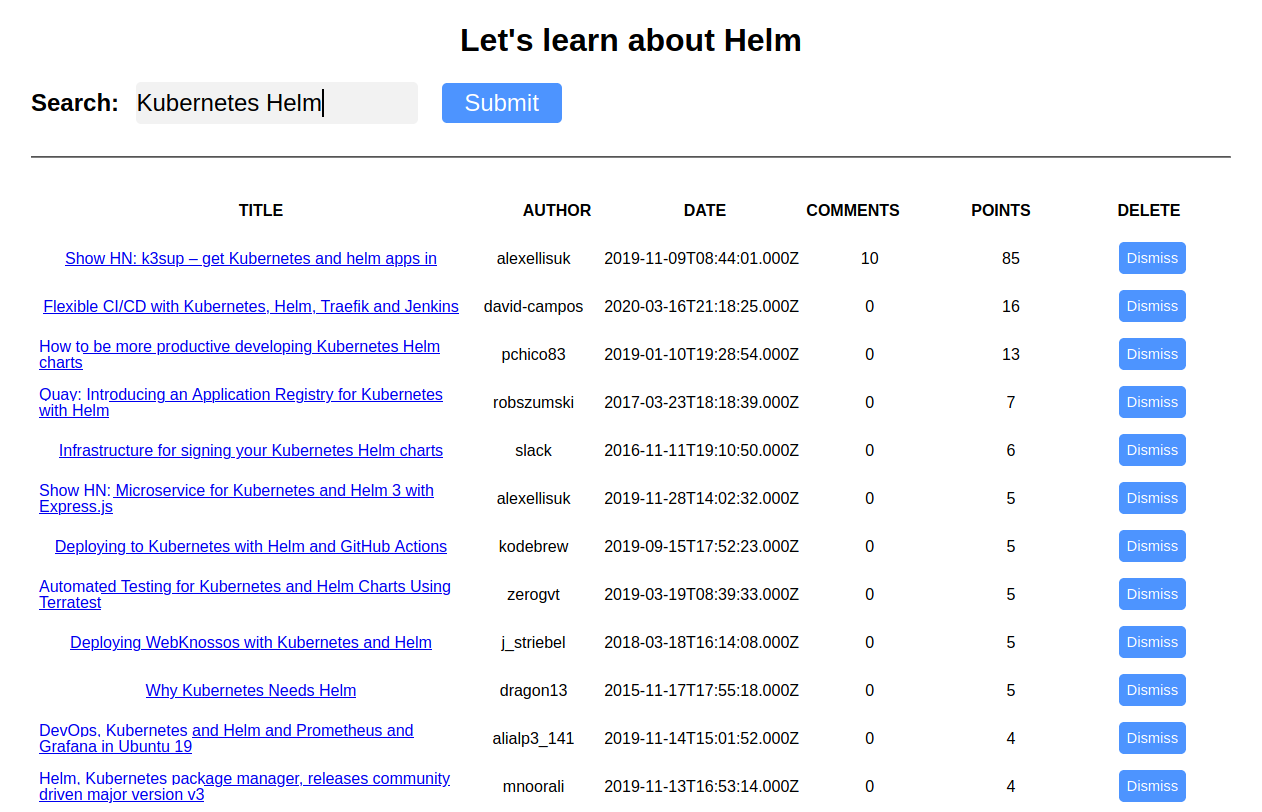 Let's learn about Helm
Search: Kubernetes Helm Submit
TITLE AUTHOR DATE COMMENTS POINTS DELETE
Show HN: k3sup – get Kubernetes and helm apps in alexellisuk 2019-11-09T08:44:01.000Z 10 85 Dismiss
Flexible CI/CD with Kubernetes, Helm, Traefik and Jenkins david-campos 2020-03-16T21:18:25.000Z 0 16 Dismiss
How to be more productive developing Kubernetes Helm
charts pchico83 2019-01-10T19:28:54.000Z 0 13 Dismiss
Quay: Introducing an Application Registry for Kubernetes
with Helm robszumski 2017-03-23T18:18:39.000Z 0 7 Dismiss
Infrastructure for signing your Kubernetes Helm charts slack 2016-11-11T19:10:50.000Z 0 6 Dismiss
Show HN: Microservice for Kubernetes and Helm 3 with
Express.js alexellisuk 2019-11-28T14:02:32.000Z 0 5 Dismiss
Deploying to Kubernetes with Helm and GitHub Actions kodebrew 2019-09-15T17:52:23.000Z 0 5 Dismiss
Automated Testing for Kubernetes and Helm Charts Using
Terratest zerogvt 2019-03-19T08:39:33.000Z 0 5 Dismiss
Deploying WebKnossos with Kubernetes and Helm j_striebel 2018-03-18T16:14:08.000Z 0 5 Dismiss
Why Kubernetes Needs Helm dragon13 2015-11-17T17:55:18.000Z 0 5 Dismiss
DevOps, Kubernetes and Helm and Prometheus and
Grafana in Ubuntu 19 alialp3_141 2019-11-14T15:01:52.000Z 0 4 Dismiss
Helm, Kubernetes package manager, releases community
driven major version v3 mnoorali 2019-11-13T16:53:14.000Z 0 4 Dismiss